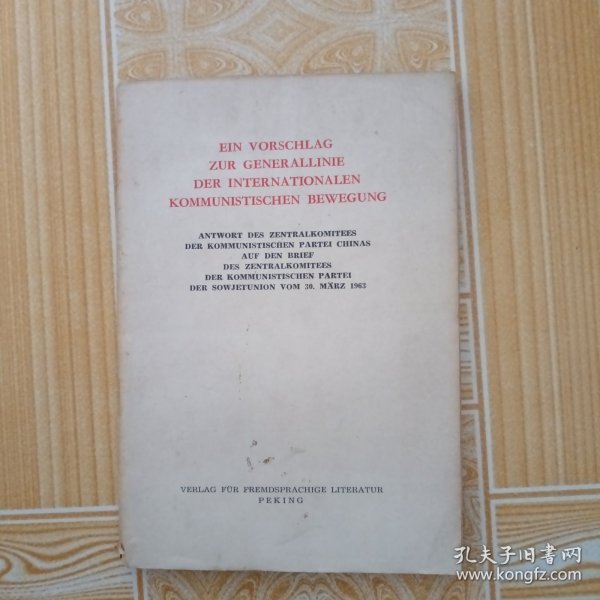 EIN VORSCHLAG
ZUR GENERALLINIE
DER INTERNATIONALEN
KOMMUNISTISCHEN BEWEGUNG
ANTWORT DES ZENTRALKOMITEES
DER KOMMUNISTISCHEN PARTEI CHINAS
AUF DEN BRIEF
DES ZENTRALKOMITEES
DER KOMMUNISTISCHEN PARTEI
DER SOWJETUNION VOM 30. MÄRZ 1963
VERLAG FÜR FREMDSPRACHIGE LITERATUR
PEKING
孔夫子旧书网
www.kongfz.com